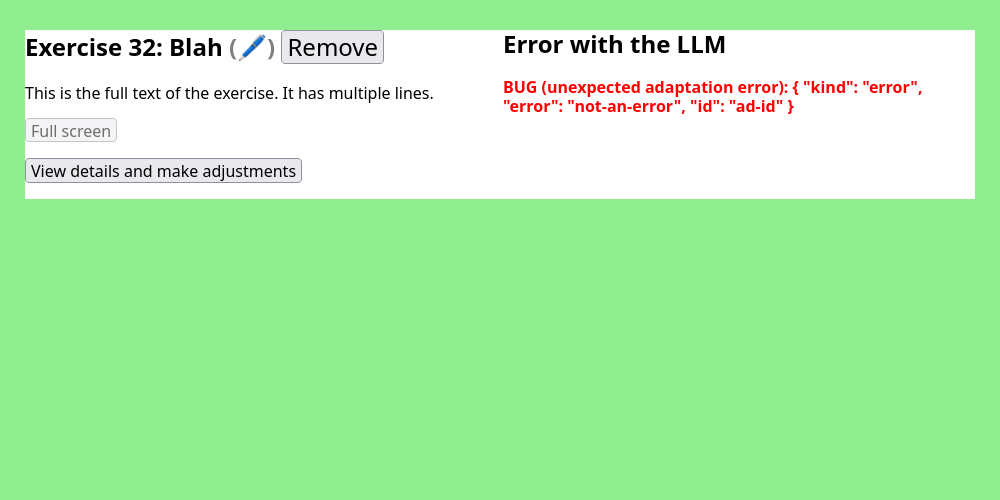 Exercise 32: Blah (🖊️) Remove
This is the full text of the exercise. It has multiple lines.
Full screen
View details and make adjustments
Error with the LLM
BUG (unexpected adaptation error): { "kind": "error",
"error": "not-an-error", "id": "ad-id" }